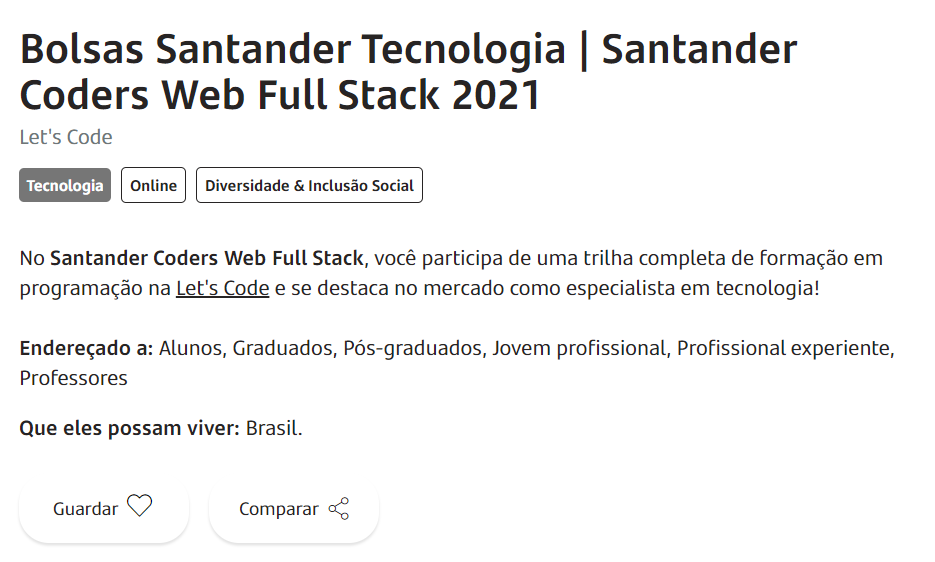 Bolsas Santander Tecnologia | Santander
Coders Web Full Stack 2021
Let's Code
Tecnologia
Online
Diversidade & Inclusão Social
No Santander Coders Web Full Stack, você participa de uma trilha completa de formação em
programação na Let's Code e se destaca no mercado como especialista em tecnologia!
Endereçado a: Alunos, Graduados, Pós-graduados, Jovem profissional, Profissional experiente,
Professores
Que eles possam viver: Brasil.
Guardar
Comparar